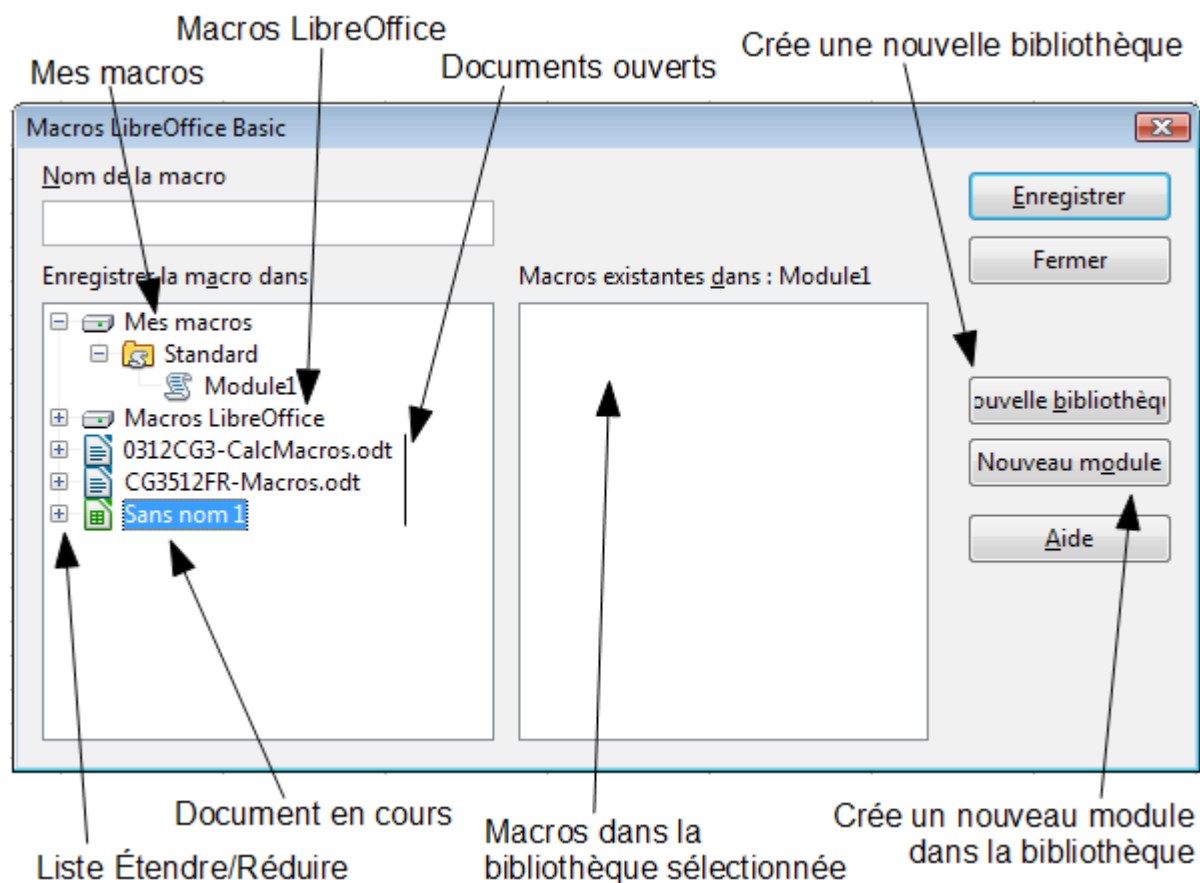 Macros LibreOffice
Mes macros
Documents ouverts
Crée une nouvelle bibliothèque
Macros LibreOffice Basic
Nom de la macro
Enregistrer
Fermer
Enregistrer la macro dans
Macros existantes dans : Module1
Mes macros
Standard
Module1
Macros LibreOffice
0312CG3-CalcMacros.odt
CG3512FR-Macros.odt
Sans nom 1
ouvelle bibliothèqu
Nouveau module
Aide
Document en cours
Liste Étendre/Réduire
Macros dans la
bibliothèque sélectionnée
Crée un nouveau module
dans la bibliothèque